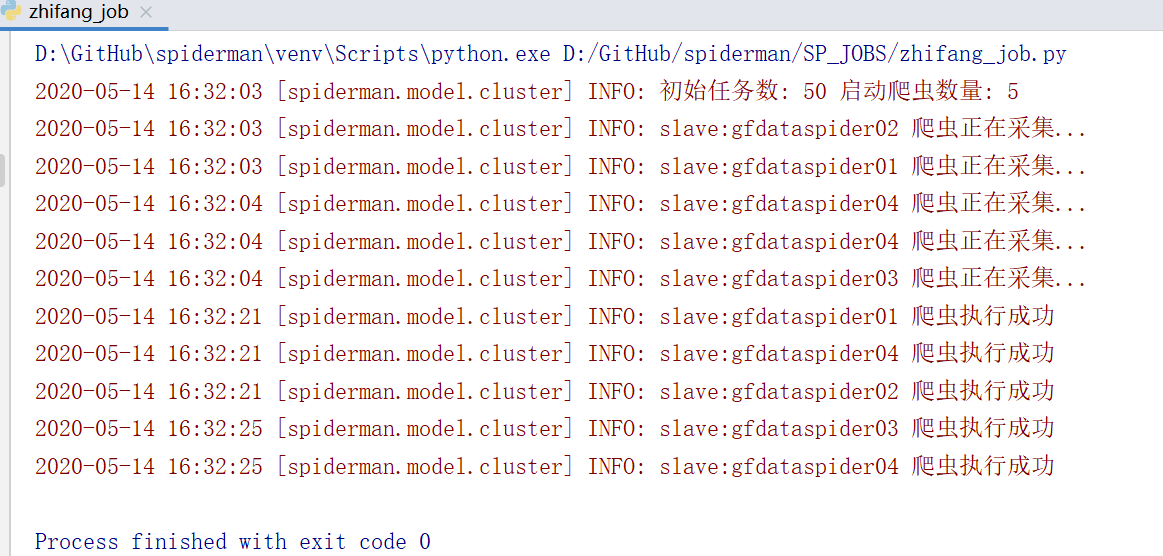 zhifang_job
D:\GitHub\spiderman\venv\Scripts\python.exe D:/GitHub/spiderman/SP_JOBS/zhifang_job.py
2020-05-14 16:32:03 [spiderman.model.cluster] INFO: 初始任务数: 50 启动爬虫数量: 5
2020-05-14 16:32:03 [spiderman.model.cluster] INFO: slave:gfdataspider02 爬虫正在采集...
2020-05-14 16:32:03 [spiderman.model.cluster] INFO: slave:gfdataspider01 爬虫正在采集...
2020-05-14 16:32:04 [spiderman.model.cluster] INFO: slave:gfdataspider04 爬虫正在采集...
2020-05-14 16:32:04 [spiderman.model.cluster] INFO: slave:gfdataspider04 爬虫正在采集...
2020-05-14 16:32:04 [spiderman.model.cluster] INFO: slave:gfdataspider03 爬虫正在采集...
2020-05-14 16:32:21 [spiderman.model.cluster] INFO: slave:gfdataspider01 爬虫执行成功
2020-05-14 16:32:21 [spiderman.model.cluster] INFO: slave:gfdataspider04 爬虫执行成功
2020-05-14 16:32:21 [spiderman.model.cluster] INFO: slave:gfdataspider02 爬虫执行成功
2020-05-14 16:32:25 [spiderman.model.cluster] INFO: slave:gfdataspider03 爬虫执行成功
2020-05-14 16:32:25 [spiderman.model.cluster] INFO: slave:gfdataspider04 爬虫执行成功
Process finished with exit code 0